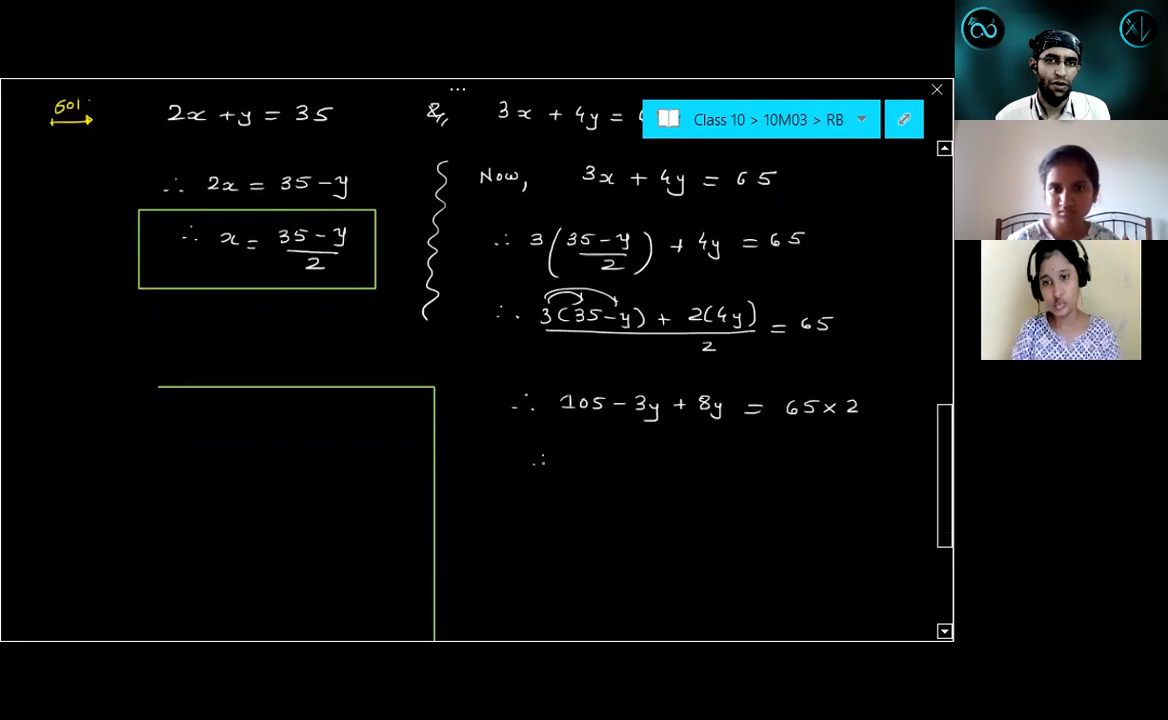 Sol.
2x + y = 35 &, 3x + 4y =
Class 10 > 10M03 > RB
∴ 2x = 35 - y
∴ x = (35 - y)/2
Now, 3x + 4y = 65
∴ 3((35 - y)/2) + 4y = 65
∴ (3(35 - y) + 2(4y))/2 = 65
∴ 105 - 3y + 8y = 65 × 2
∴